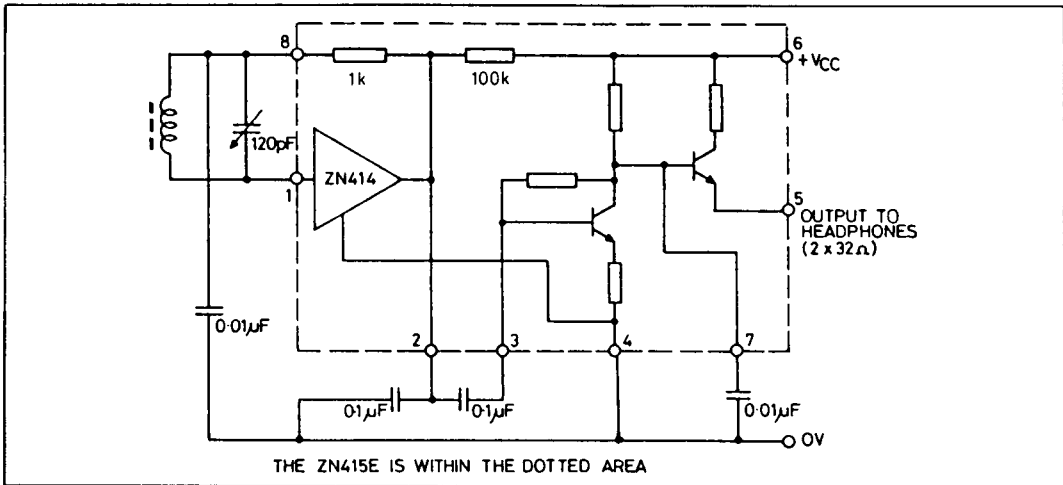 8
1k
100k
6
+VCC
120pF
ZN414
1
5
OUTPUT TO
HEADPHONES
(2 x 32Ω)
0·01µF
2
3
4
7
0·1µF
0·1µF
0·01µF
0V
THE ZN415E IS WITHIN THE DOTTED AREA